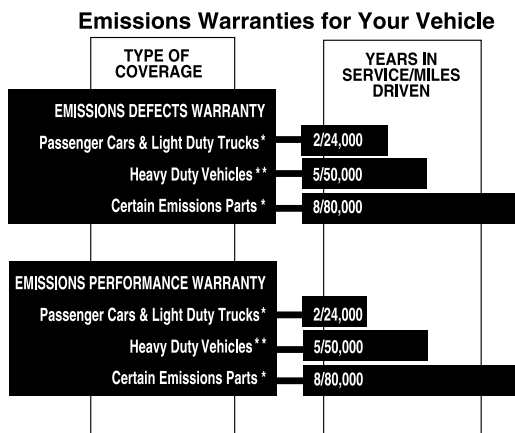 Emissions Warranties for Your Vehicle
TYPE OF
COVERAGE
YEARS IN
SERVICE/MILES
DRIVEN
EMISSIONS DEFECTS WARRANTY
Passenger Cars & Light Duty Trucks* 2/24,000
Heavy Duty Vehicles** 5/50,000
Certain Emissions Parts* 8/80,000
EMISSIONS PERFORMANCE WARRANTY
Passenger Cars & Light Duty Trucks* 2/24,000
Heavy Duty Vehicles** 5/50,000
Certain Emissions Parts * 8/80,000